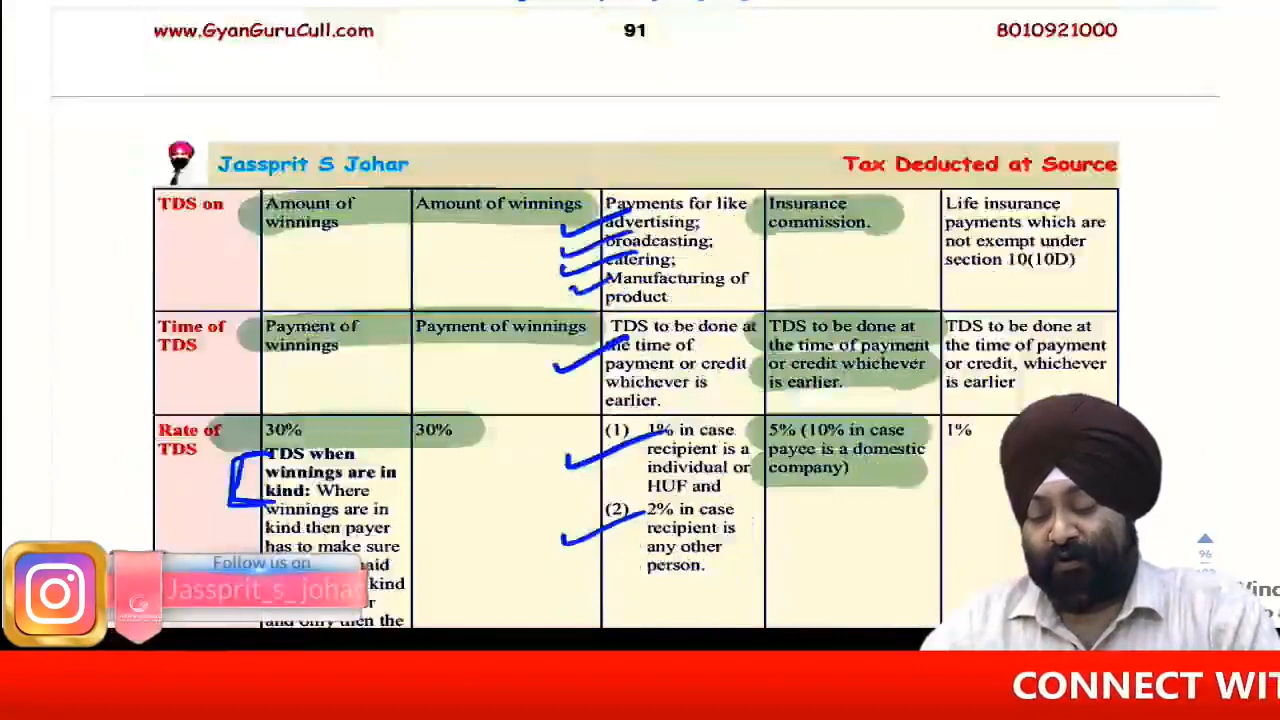 www.GyanGuruCull.com 91 8010921000
Jassprit S Johar Tax Deducted at Source
TDS on
Amount of
winnings
Amount of winnings
Payments for like
advertising;
broadcasting;
catering;
Manufacturing of
product
Insurance
commission.
Life insurance
payments which are
not exempt under
section 10(10D)
Time of
TDS
Payment of
winnings
Payment of winnings
TDS to be done at
the time of
payment or credit
whichever is
earlier.
TDS to be done at
the time of payment
or credit whichever
is earlier.
TDS to be done at
the time of payment
or credit, whichever
is earlier
Rate of
TDS
30%
TDS when
winnings are in
kind: Where
winnings are in
kind then payer
has to make sure
kind
and only then the
30%
(1) 1% in case
recipient is a
individual or
HUF and
(2) 2% in case
recipient is
any other
person.
5% (10% in case
payee is a domestic
company)
1%
96
Follow us on
Jassprit_s_johar
CONNECT WIT